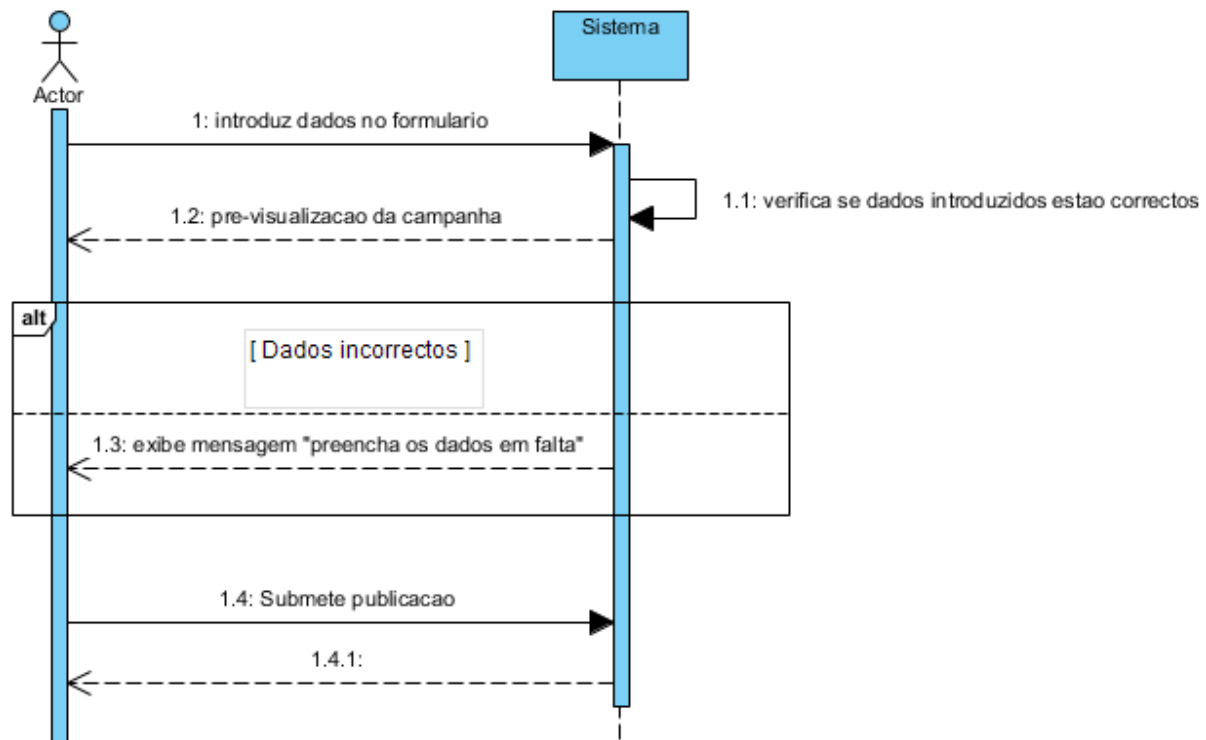 Sistema
Actor
1: introduz dados no formulario
1.1: verifica se dados introduzidos estao correctos
1.2: pre-visualizacao da campanha
alt
[ Dados incorrectos ]
1.3: exibe mensagem "preencha os dados em falta"
1.4: Submete publicacao
1.4.1: